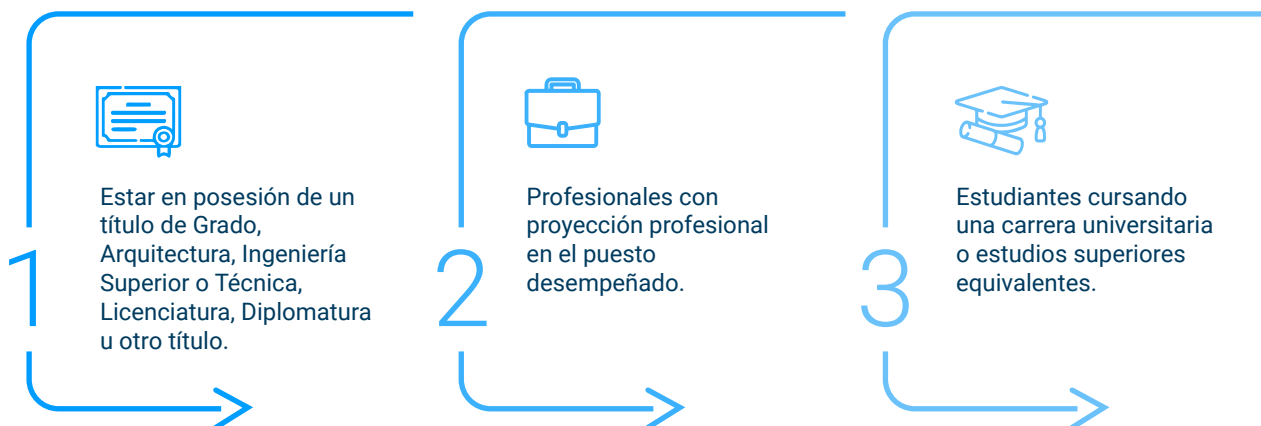 1
Estar en posesión de un
título de Grado,
Arquitectura, Ingeniería
Superior o Técnica,
Licenciatura, Diplomatura
u otro título.
2
Profesionales con
proyección profesional
en el puesto
desempeñado.
3
Estudiantes cursando
una carrera universitaria
o estudios superiores
equivalentes.